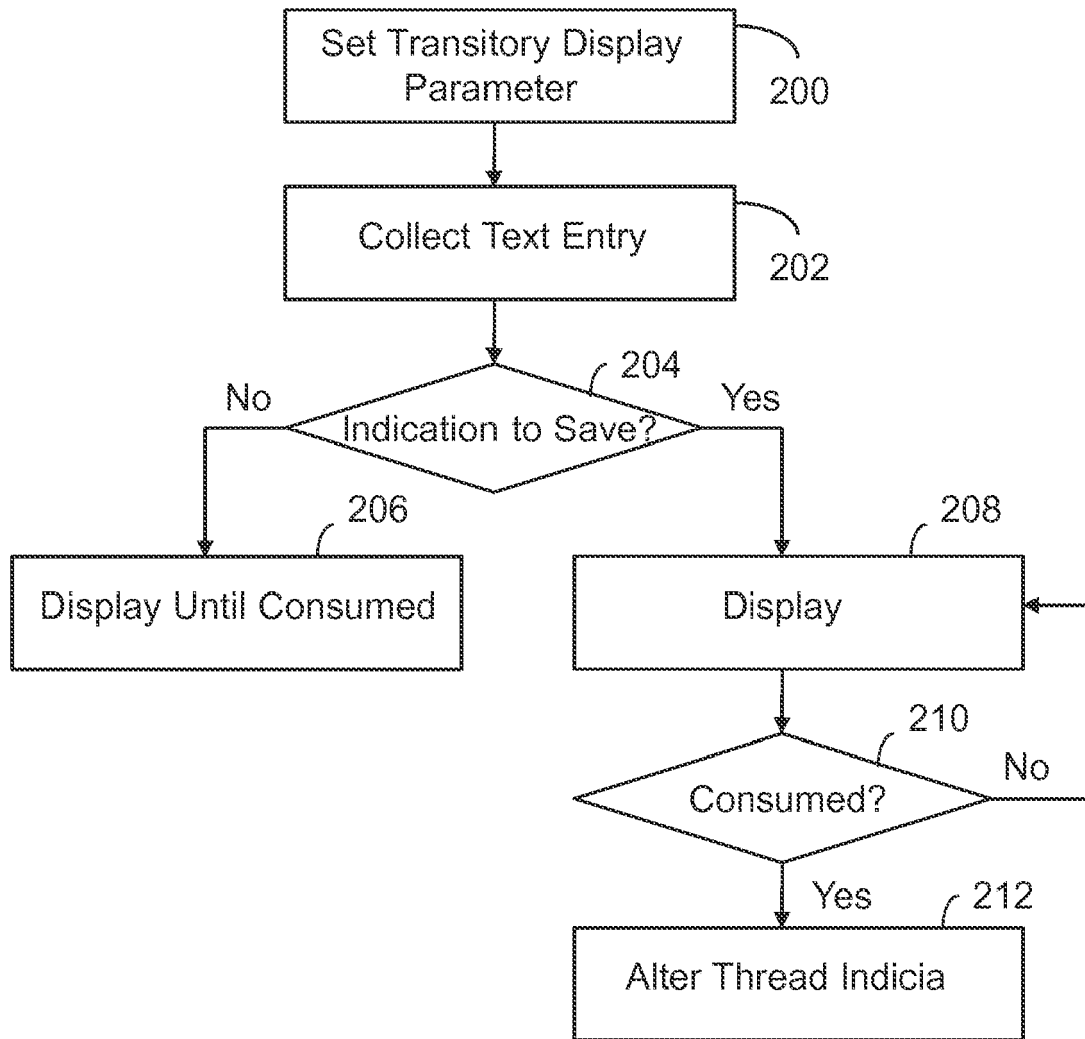 Set Transitory Display
Parameter
200
Collect Text Entry
202
204
No
Yes
Indication to Save?
206
208
Display Until Consumed
Display
210
No
Consumed?
Yes
212
Alter Thread Indicia